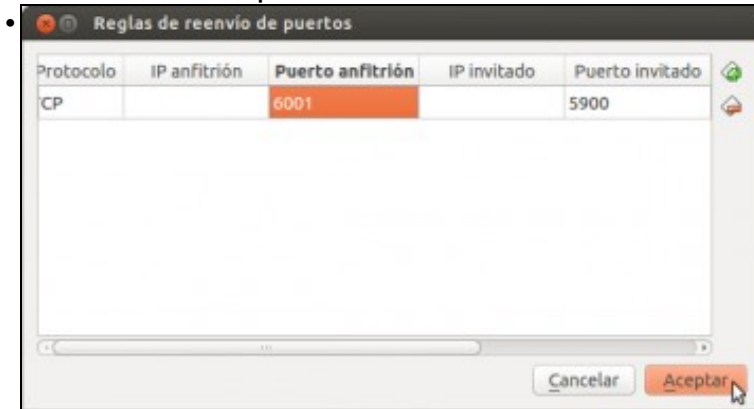 Reglas de reenvío de puertos
Protocolo IP anfitrión Puerto anfitrión IP invitado Puerto invitado
CP 6001 5900
Cancelar Aceptar